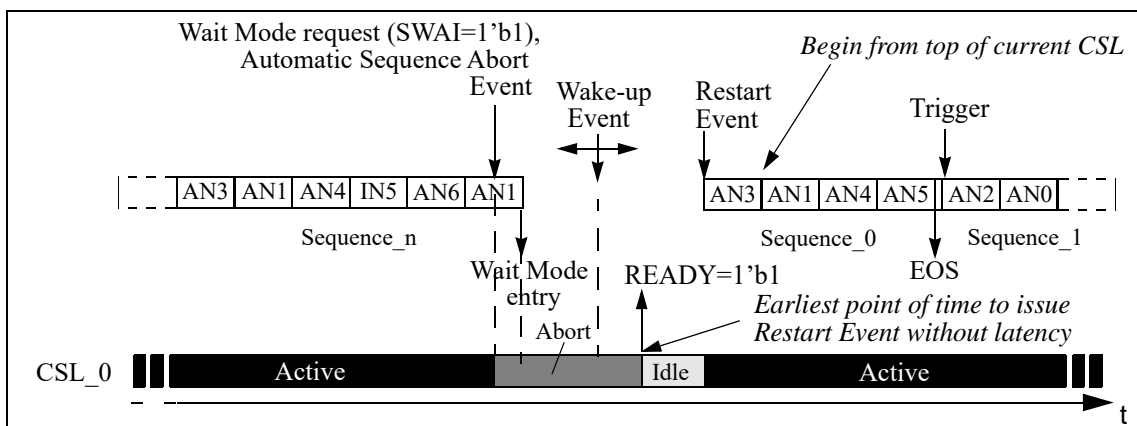 Wait Mode request (SWAI=1’b1),
Automatic Sequence Abort
Event
Begin from top of current CSL
Wake-up
Event
Restart
Event
Trigger
AN3 AN1 AN4 IN5 AN6 AN1
AN3 AN1 AN4 AN5 AN2 AN0
Sequence_n
Sequence_0
Sequence_1
EOS
Wait Mode
entry
READY=1’b1
Earliest point of time to issue
Restart Event without latency
Abort
CSL_0
Active
Idle
Active
t